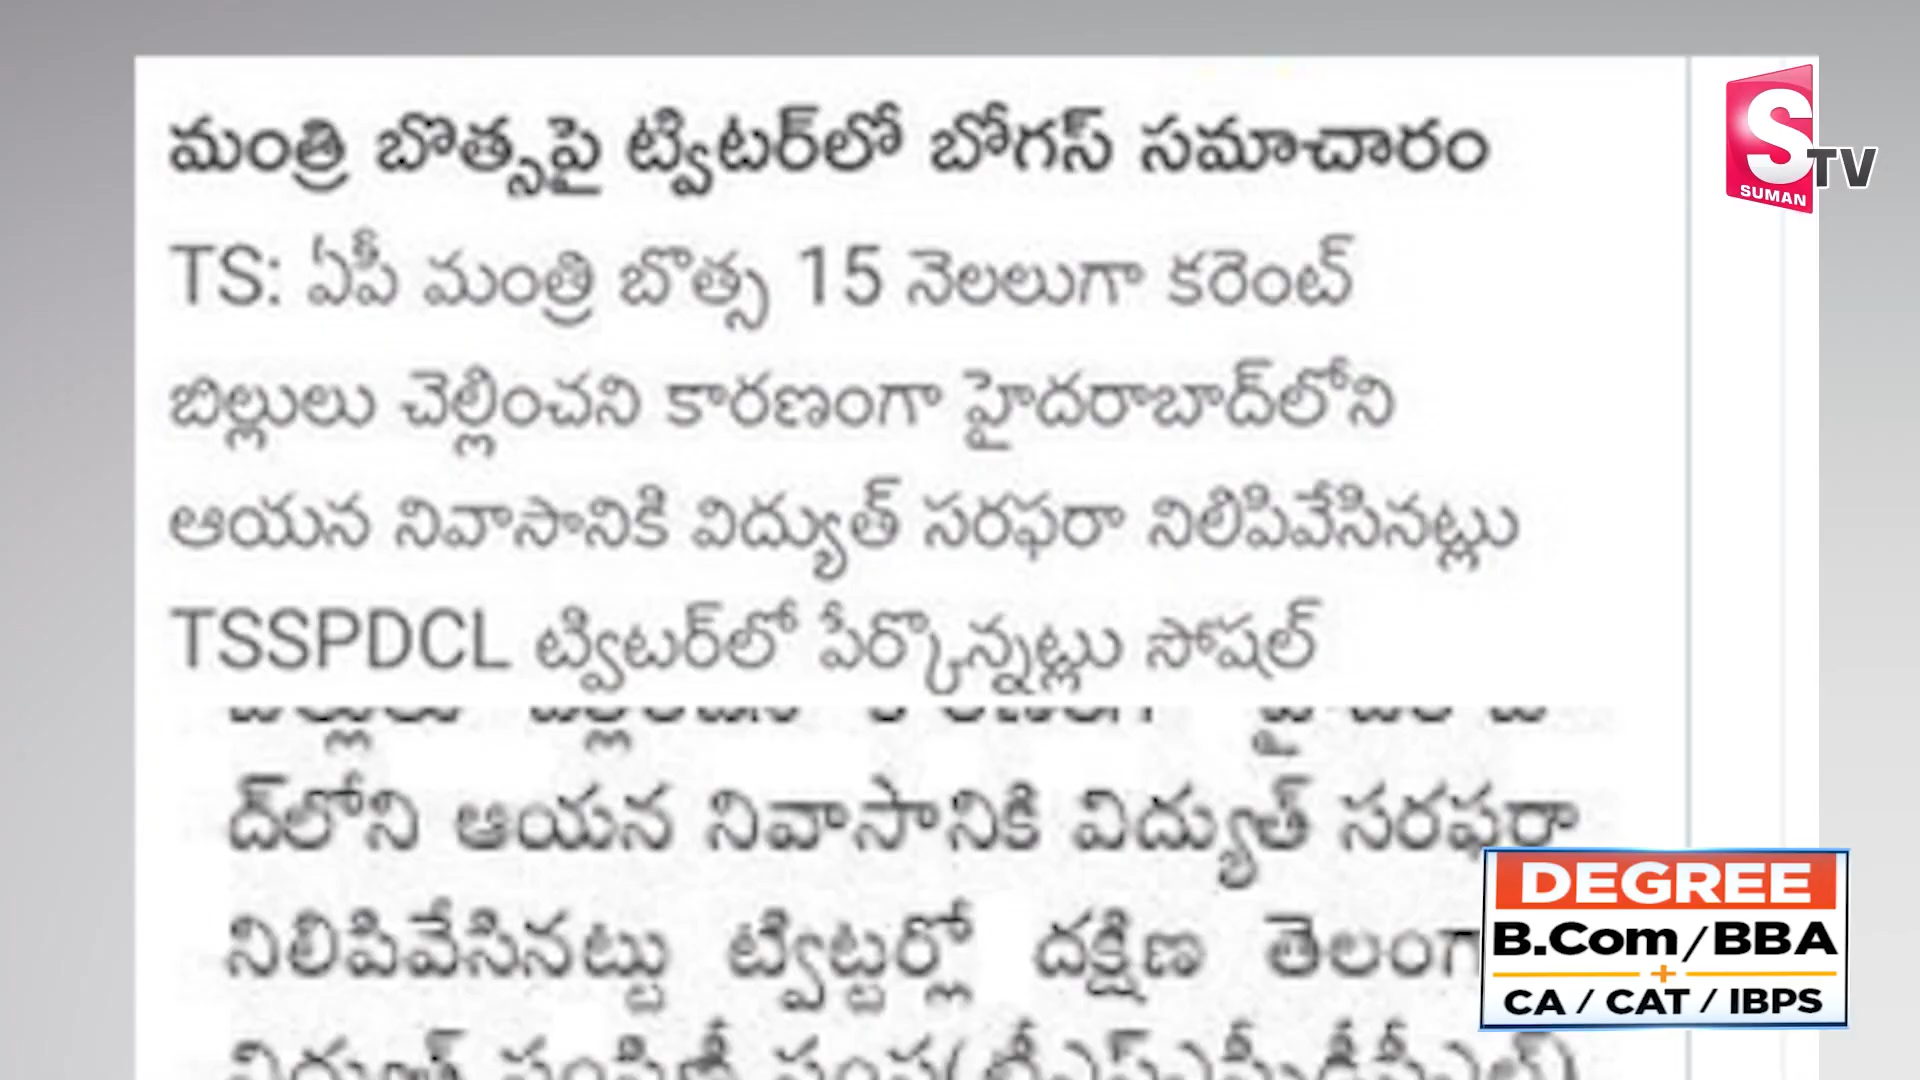 మంత్రి బొత్సపై ట్విటర్‌లో బోగస్ సమాచారం
TS: ఏపీ మంత్రి బొత్స 15 నెలలుగా కరెంట్
బిల్లులు చెల్లించని కారణంగా హైదరాబాద్‌లోని
ఆయన నివాసానికి విద్యుత్ సరఫరా నిలిపివేసినట్లు
TSSPDCL ట్విటర్‌లో పేర్కొన్నట్లు సోషల్
ద్‌లోని ఆయన నివాసానికి విద్యుత్ సరఫరా
నిలిపివేసినట్టు ట్విట్టర్లో దక్షిణ
S TV
SUMAN
DEGREE
B.Com/BBA
+
CA / CAT / IBPS